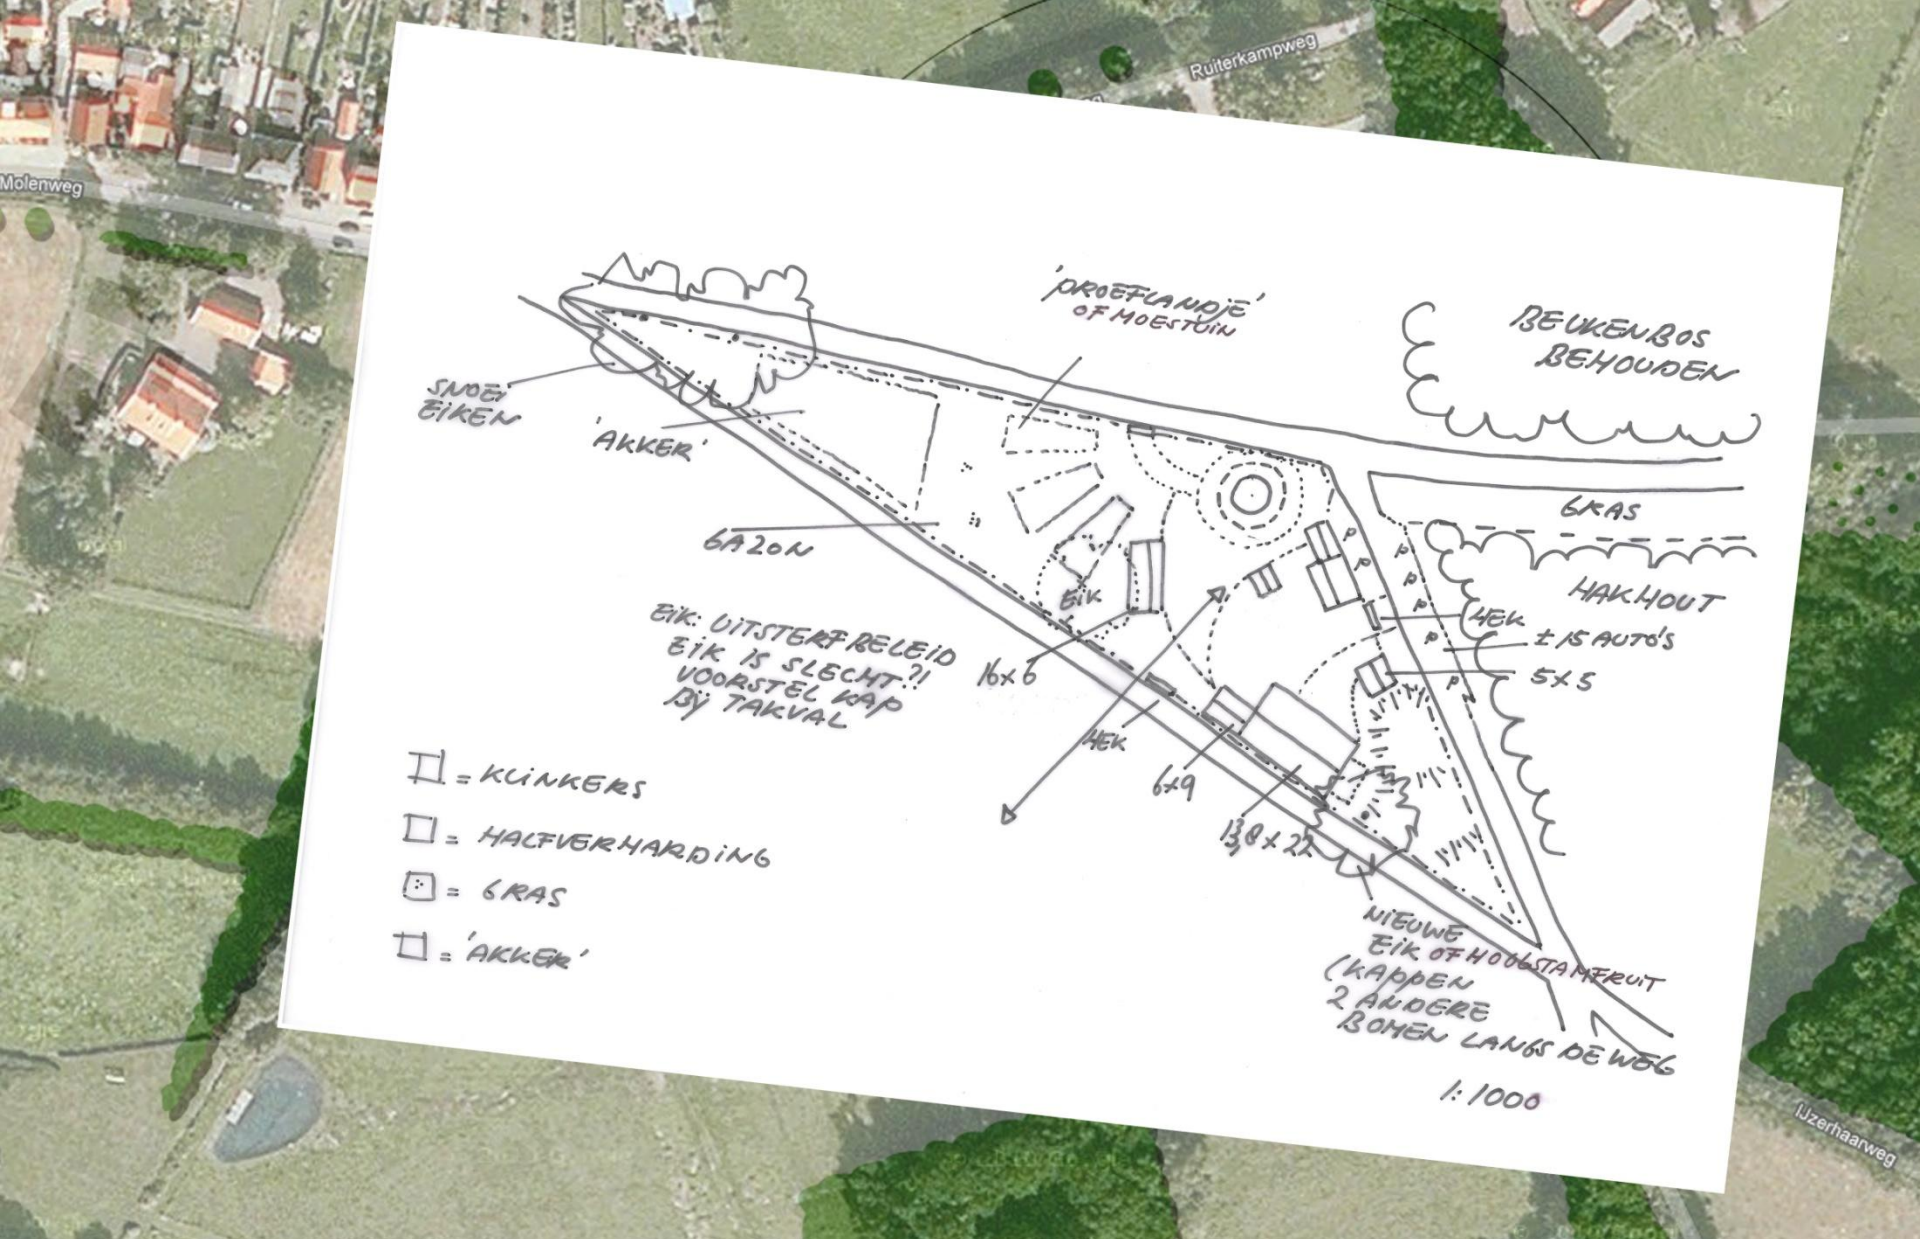 Ruiterkampweg
Molenweg
'PROEFLANDJE'
OF MOESTUIN
BEUKENBOS
BEHOUDEN
SNOEI
EIKEN
'AKKER'
GRAS
GAZON
HAKHOUT
EIK
HEK
± 15 AUTO'S
5x5
EIK: UITSTERFBELEID
EIK IS SLECHT?!
VOORSTEL KAP
BIJ TAKVAL
16x6
HEK
6x9
13,8 x 22
P
P
P
P
P
P
P
P
= KLINKERS
= HALFVERHARDING
= GRAS
= 'AKKER'
NIEUWE
EIK OF HOOGSTAMFRUIT
(KAPPEN
2 ANDERE
BOMEN LANGS DE WEG
1:1000
IJzerhaarweg